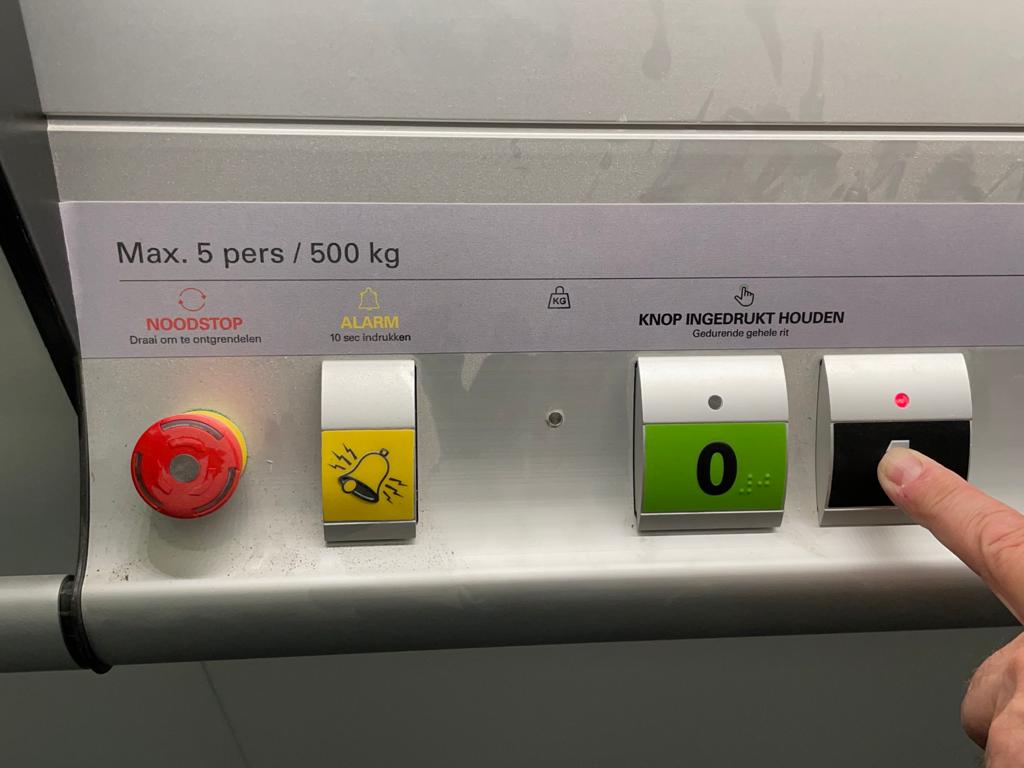 Max. 5 pers / 500 kg
KG
NOODSTOP
Draai om te ontgrendelen
ALARM
10 sec indrukken
KNOP INGEDRUKT HOUDEN
Gedurende gehele rit
0